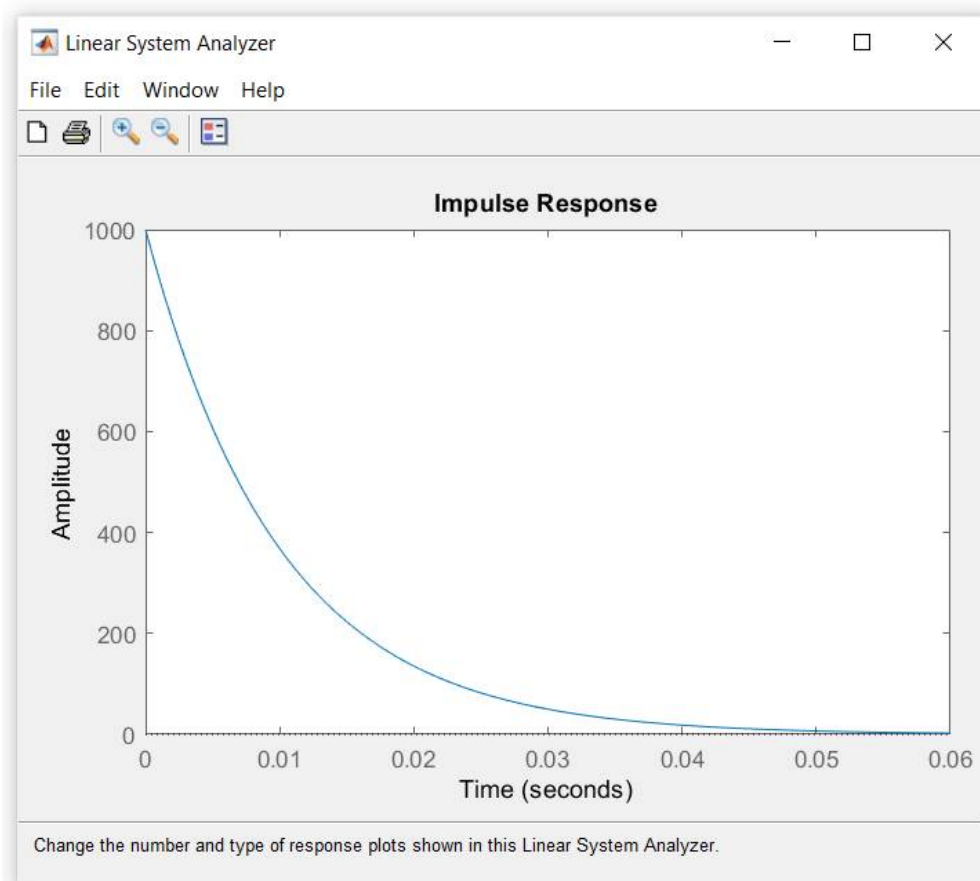 Linear System Analyzer
File Edit Window Help
Impulse Response
1000
800
600
400
200
0
Amplitude
0 0.01 0.02 0.03 0.04 0.05 0.06
Time (seconds)
Change the number and type of response plots shown in this Linear System Analyzer.